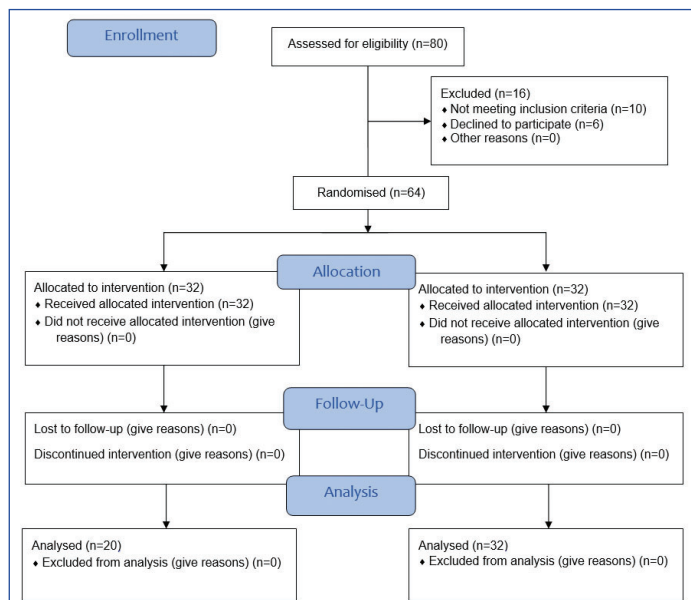 Enrollment
Assessed for eligibility (n=80)
Excluded (n=16)
♦ Not meeting inclusion criteria (n=10)
♦ Declined to participate (n=6)
♦ Other reasons (n=0)
Randomised (n=64)
Allocation
Allocated to intervention (n=32)
♦ Received allocated intervention (n=32)
♦ Did not receive allocated intervention (give
reasons) (n=0)
Allocated to intervention (n=32)
♦ Received allocated intervention (n=32)
♦ Did not receive allocated intervention (give
reasons) (n=0)
Follow-Up
Lost to follow-up (give reasons) (n=0)
Discontinued intervention (give reasons) (n=0)
Lost to follow-up (give reasons) (n=0)
Discontinued intervention (give reasons) (n=0)
Analysis
Analysed (n=20)
♦ Excluded from analysis (give reasons) (n=0)
Analysed (n=32)
♦ Excluded from analysis (give reasons) (n=0)